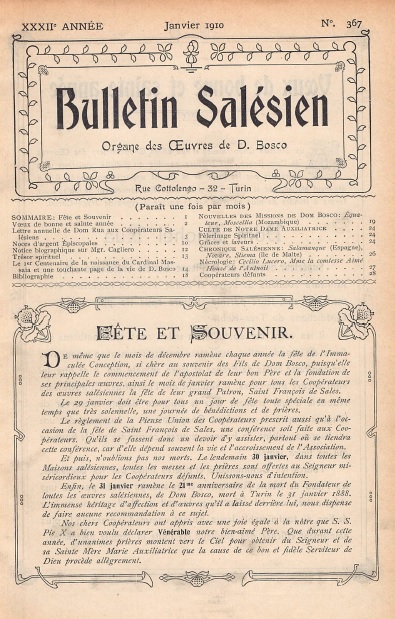 XXXIIe ANNÉE Janvier 1910 N°. 367
Bulletin Salésien
Organe des Œuvres de D. Bosco
Rue Cottolengo - 32 - Turin
(Paraît une fois par mois)
SOMMAIRE: Fête et Souvenir 1
Vœux de bonne et sainte année 2
Lettre annuelle de Dom Rua aux Coopérateurs Salésiens
Noces d'argent Episcopales 10
Notice biographique sur Mgr. Cagliero 12
Trésor spirituel 13
Le 1er Centenaire de la naissance du Cardinal Massaia et une touchante page de la vie de D. Bosco 14
Bibliographie 18
NOUVELLES DES MISSIONS DE DOM BOSCO: Equateur, (Mozambique) 19
CULTE DE NOTRE DAME AUXILIATRICE 24
Pèlerinage Spirituel 24
Grâces et faveurs 24
CHRONIQUE SALÉSIENNE: Salamanque (Espagne), Novare, Sliema (Ile de Malte) 26
Nécrologie: Mme la comtesse Aimé 27
Coopérateurs défunts 28
FÊTE ET SOUVENIR.
DE même que le mois de décembre ramène chaque année la fête de l'Immaculée
Conception, si chère au souvenir des Fils de Dom Bosco, puisqu'elle
leur rappelle le commencement de l'apostolat de leur bon Père et la fondation de
ses principales œuvres, ainsi le mois de janvier ramène pour tous les Coopérateurs
des œuvres salésiennes la fête de leur grand Patron, Saint François de Sales.
Le 29 janvier doit être pour tous un jour de fête toute spéciale en même
temps que très solennelle, une journée de bénédictions et de prières.
Le règlement de la Pieuse Union des Coopérateurs prescrit aussi qu'à l'occasion
de la fête de Saint François de Sales, une conférence soit faite aux Coopérateurs.
Qu'ils se fassent donc un devoir d'y assister, partout où se tiendra
cette conférence, car d'elle dépend souvent la vie et l'accroissement de l'Association.
Et puis, n'oublions pas nos morts. Le lendemain 30 janvier, dans toutes les
Maisons salésiennes, toutes les messes et les prières sont offertes au Seigneur miséricordieux
pour les Coopérateurs défunts. Unissons-nous d'intention.
Enfin, le 31 janvier ramène le anniversaire de la mort du Fondateur de
toutes les œuvres salésiennes, de Dom Bosco, mort à Turin le 31 janvier 1888.
L'immense héritage d'affection et d'œuvres qu'il a laissé derrière lui, nous dispense
de faire aucune recommandation à ce sujet.
Nos chers Coopérateurs ont appris avec une joie égale à la nôtre que S. S.
Pie X a bien voulu déclarer Vénérable notre bien-aimé Père. Que durant cette
année, d'unanimes prières montent vers le Ciel pour obtenir du Seigneur et de
sa Sainte Mère Marie Auxiliatrice que la cause de ce bon et fidèle Serviteur de
Dieu procède allègrement.